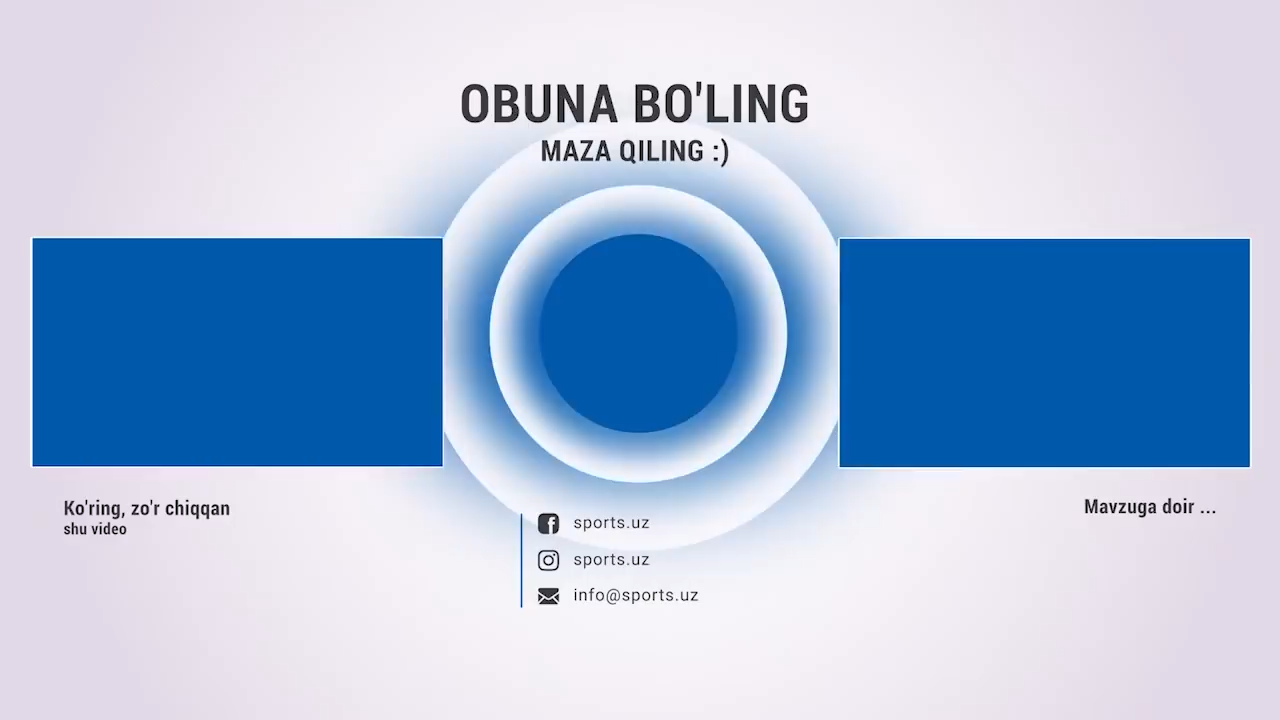 OBUNA BO'LING
MAZA QILING :)
Ko'ring, zo'r chiqqan
shu video
Mavzuga doir ...
sports.uz
sports.uz
info@sports.uz